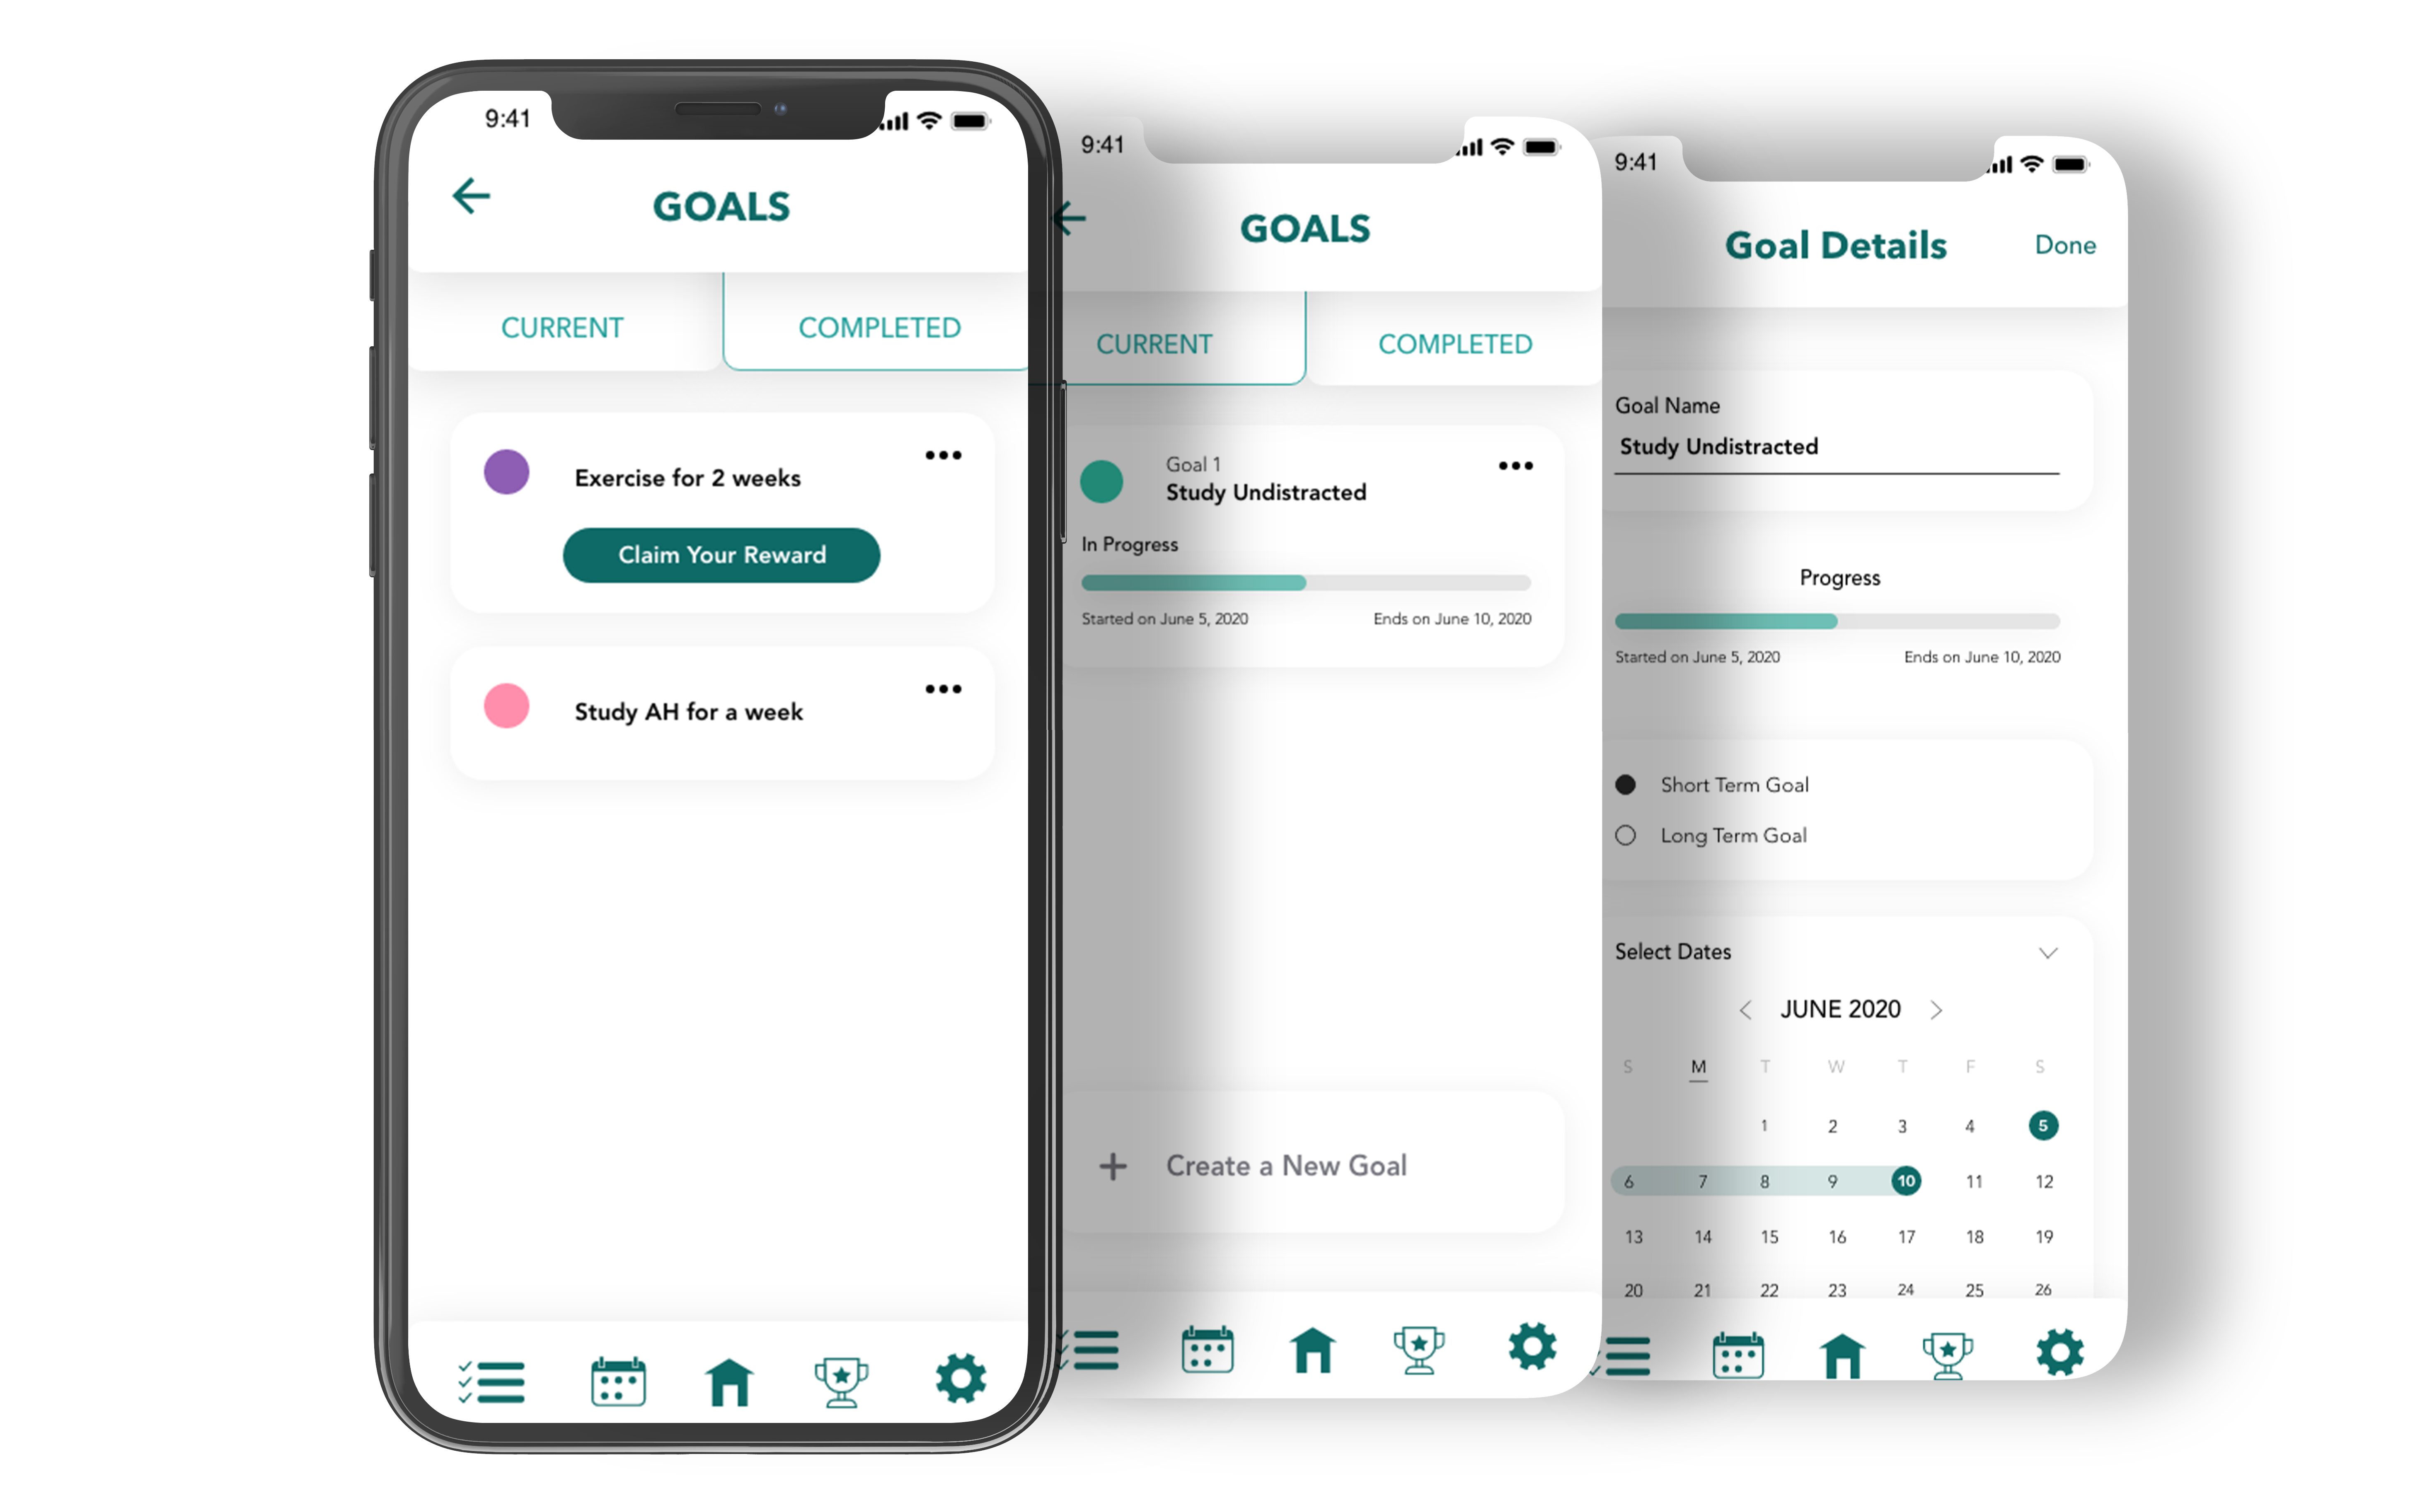 9:41
GOALS
CURRENT COMPLETED
Exercise for 2 weeks
Claim Your Reward
Study AH for a week
9:41
GOALS
CURRENT COMPLETED
Goal 1
Study Undistracted
In Progress
Started on June 5, 2020 Ends on June 10, 2020
Create a New Goal
9:41
Goal Details Done
Goal Name
Study Undistracted
Progress
Started on June 5, 2020 Ends on June 10, 2020
Short Term Goal
Long Term Goal
Select Dates
JUNE 2020
S M T W T F S
1 2 3 4 5
6 7 8 9 10 11 12
13 14 15 16 17 18 19
20 21 22 23 24 25 26